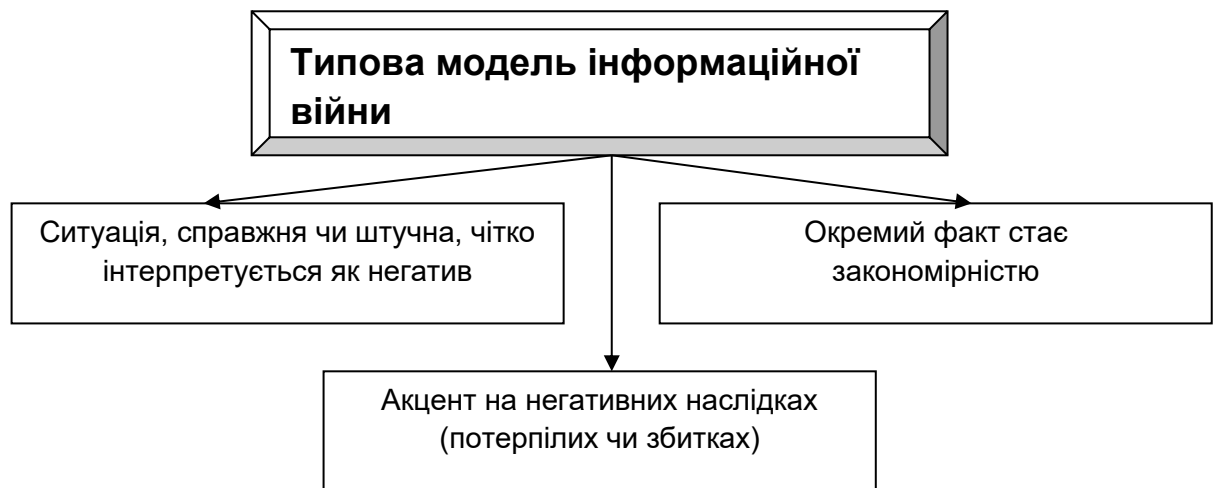 Типова модель інформаційної
війни
Ситуація, справжня чи штучна, чітко
інтерпретується як негатив
Окремий факт стає
закономірністю
Акцент на негативних наслідках
(потерпілих чи збитках)